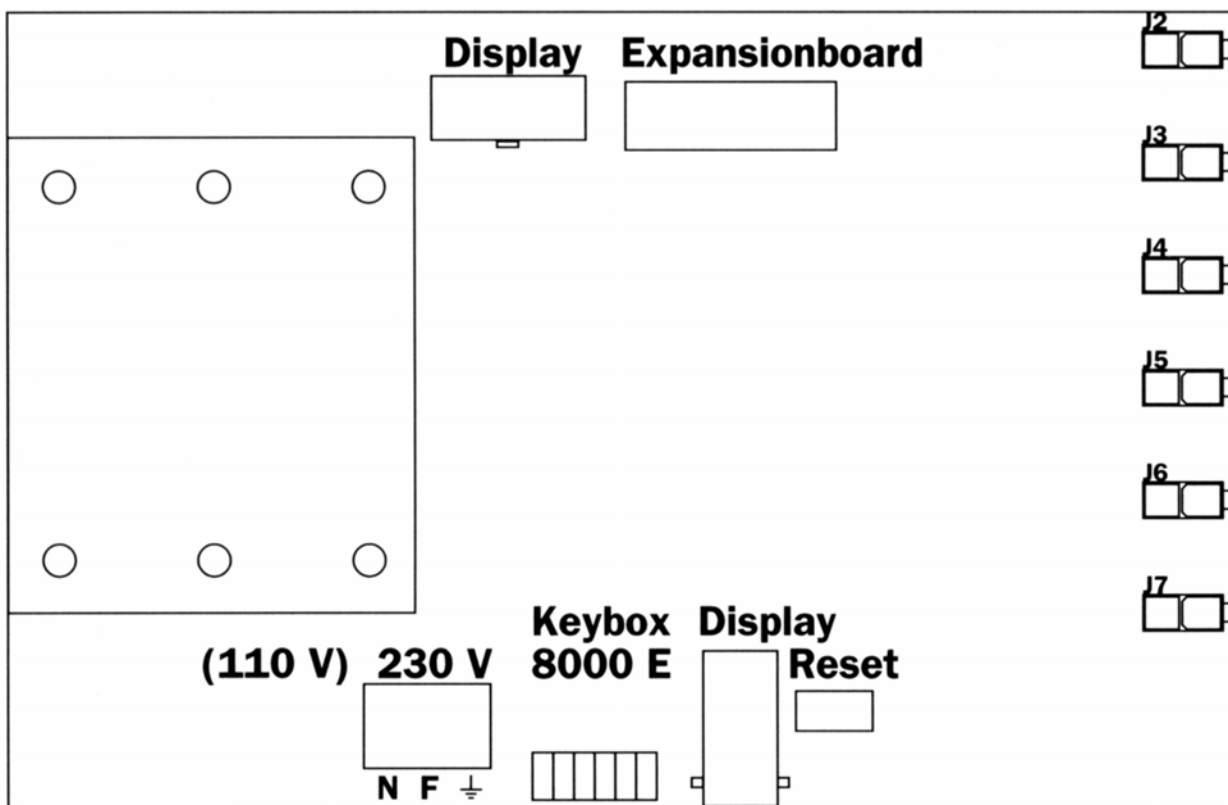 J2
Display Expansionboard
J3
J4
J5
J6
J7
Keybox Display
(110 V) 230 V 8000 E Reset
N F